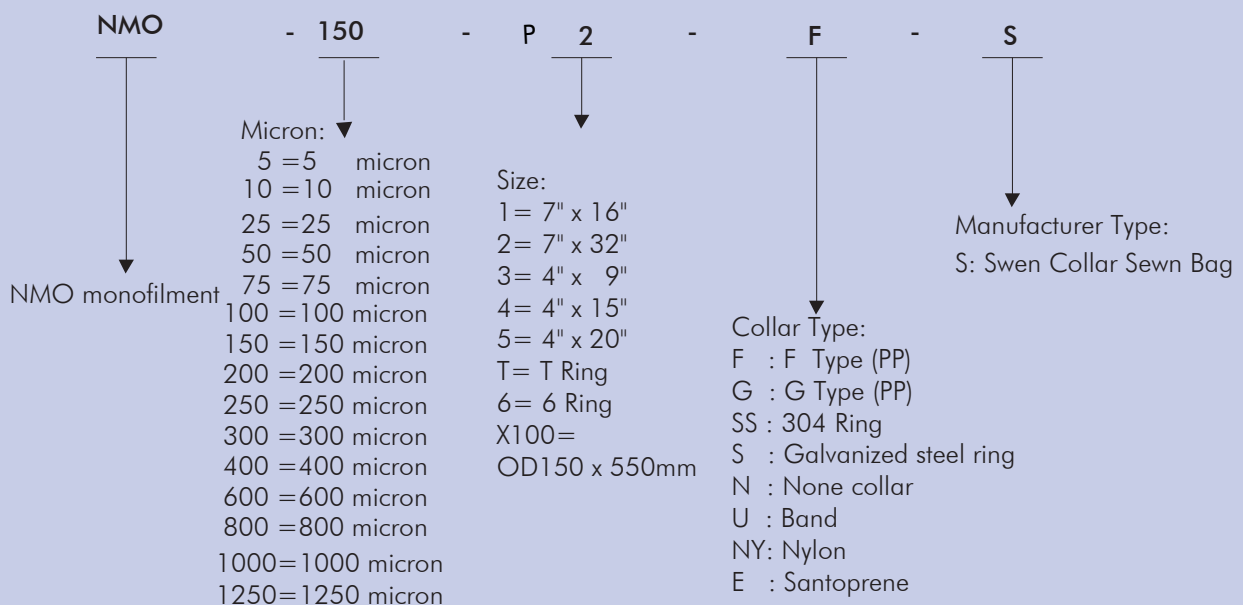 NMO - 150 - P 2 - F - S
NMO monofilment
Micron:
5 =5 micron
10 =10 micron
25 =25 micron
50 =50 micron
75 =75 micron
100 =100 micron
150 =150 micron
200 =200 micron
250 =250 micron
300 =300 micron
400 =400 micron
600 =600 micron
800 =800 micron
1000=1000 micron
1250=1250 micron
Size:
1= 7" x 16"
2= 7" x 32"
3= 4" x 9"
4= 4" x 15"
5= 4" x 20"
T= T Ring
6= 6 Ring
X100=
OD150 x 550mm
Collar Type:
F : F Type (PP)
G : G Type (PP)
SS : 304 Ring
S : Galvanized steel ring
N : None collar
U : Band
NY: Nylon
E : Santoprene
Manufacturer Type:
S: Swen Collar Sewn Bag